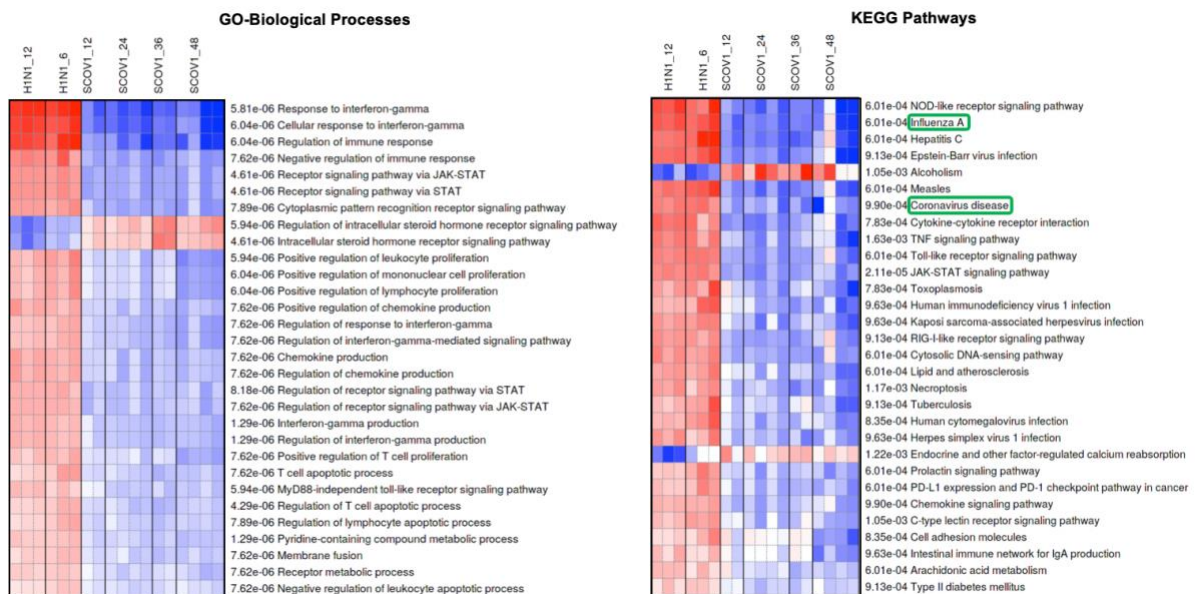 GO-Biological Processes
H1N1_12
H1N1_6
SCOV1_12
SCOV1_24
SCOV1_36
SCOV1_48
5.81e-06 Response to interferon-gamma
6.04e-06 Cellular response to interferon-gamma
6.04e-06 Regulation of immune response
7.62e-06 Negative regulation of immune response
4.61e-06 Receptor signaling pathway via JAK-STAT
4.61e-06 Receptor signaling pathway via STAT
7.89e-06 Cytoplasmic pattern recognition receptor signaling pathway
5.94e-06 Regulation of intracellular steroid hormone receptor signaling pathway
4.61e-06 Intracellular steroid hormone receptor signaling pathway
5.94e-06 Positive regulation of leukocyte proliferation
6.04e-06 Positive regulation of mononuclear cell proliferation
6.04e-06 Positive regulation of lymphocyte proliferation
7.62e-06 Positive regulation of chemokine production
7.62e-06 Regulation of response to interferon-gamma
7.62e-06 Regulation of interferon-gamma-mediated signaling pathway
7.62e-06 Chemokine production
7.62e-06 Regulation of chemokine production
8.18e-06 Regulation of receptor signaling pathway via STAT
7.62e-06 Regulation of receptor signaling pathway via JAK-STAT
1.29e-06 Interferon-gamma production
1.29e-06 Regulation of interferon-gamma production
7.62e-06 Positive regulation of T cell proliferation
7.62e-06 T cell apoptotic process
5.94e-06 MyD88-independent toll-like receptor signaling pathway
4.29e-06 Regulation of T cell apoptotic process
7.89e-06 Regulation of lymphocyte apoptotic process
1.29e-06 Pyridine-containing compound metabolic process
7.62e-06 Membrane fusion
7.62e-06 Receptor metabolic process
7.62e-06 Negative regulation of leukocyte apoptotic process
KEGG Pathways
H1N1_12
H1N1_6
SCOV1_12
SCOV1_24
SCOV1_36
SCOV1_48
6.01e-04 NOD-like receptor signaling pathway
6.01e-04 Influenza A
6.01e-04 Hepatitis C
9.13e-04 Epstein-Barr virus infection
1.05e-03 Alcoholism
6.01e-04 Measles
9.90e-04 Coronavirus disease
7.83e-04 Cytokine-cytokine receptor interaction
1.63e-03 TNF signaling pathway
6.01e-04 Toll-like receptor signaling pathway
2.11e-05 JAK-STAT signaling pathway
7.83e-04 Toxoplasmosis
9.63e-04 Human immunodeficiency virus 1 infection
9.63e-04 Kaposi sarcoma-associated herpesvirus infection
9.13e-04 RIG-I-like receptor signaling pathway
6.01e-04 Cytosolic DNA-sensing pathway
6.01e-04 Lipid and atherosclerosis
1.17e-03 Necroptosis
9.13e-04 Tuberculosis
8.35e-04 Human cytomegalovirus infection
9.63e-04 Herpes simplex virus 1 infection
1.22e-03 Endocrine and other factor-regulated calcium reabsorption
6.01e-04 Prolactin signaling pathway
6.01e-04 PD-L1 expression and PD-1 checkpoint pathway in cancer
9.90e-04 Chemokine signaling pathway
1.05e-03 C-type lectin receptor signaling pathway
8.35e-04 Cell adhesion molecules
9.63e-04 Intestinal immune network for IgA production
6.01e-04 Arachidonic acid metabolism
9.13e-04 Type II diabetes mellitus